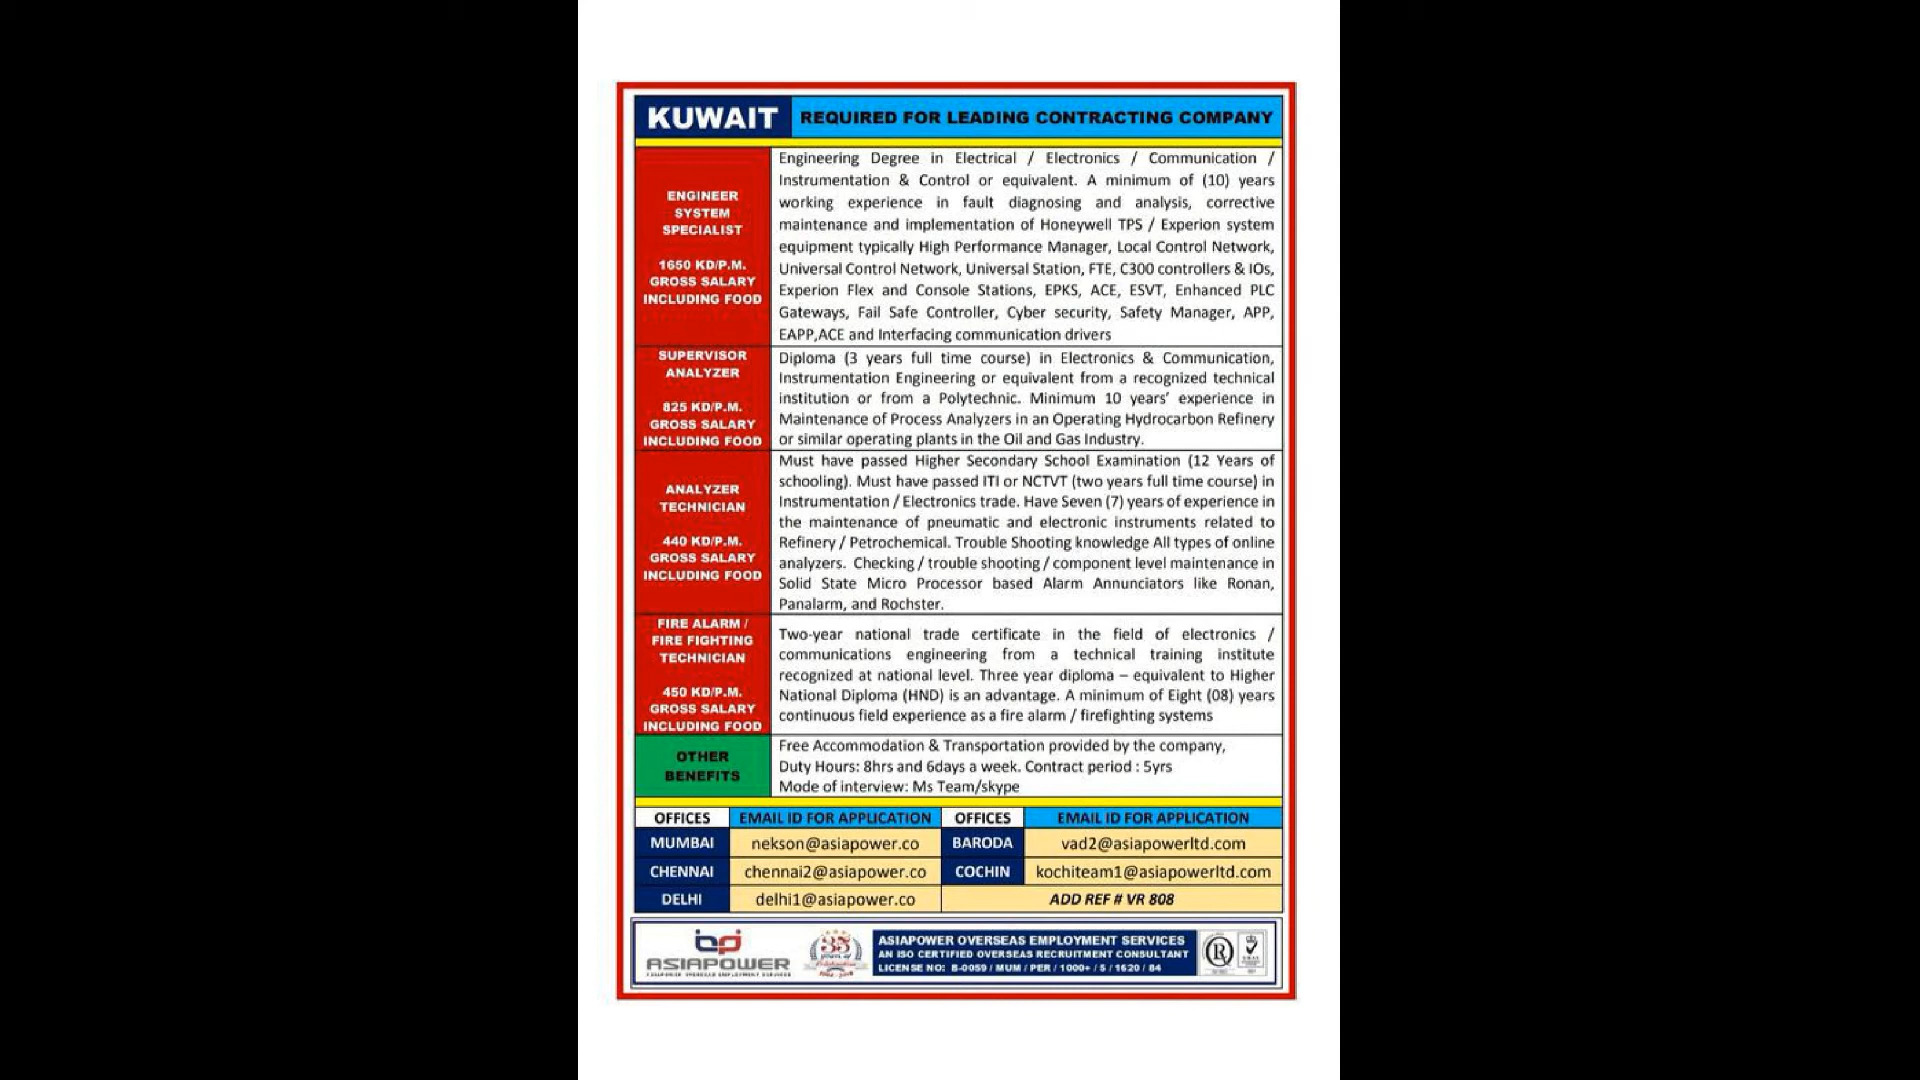 KUWAIT
REQUIRED FOR LEADING CONTRACTING COMPANY
ENGINEER
SYSTEM
SPECIALIST
1650 KD/P.M.
GROSS SALARY
INCLUDING FOOD
Engineering Degree in Electrical / Electronics / Communication /
Instrumentation & Control or equivalent. A minimum of (10) years
working experience in fault diagnosing and analysis, corrective
maintenance and implementation of Honeywell TPS / Experion system
equipment typically High Performance Manager, Local Control Network,
Universal Control Network, Universal Station, FTE, C300 controllers & IOs,
Experion Flex and Console Stations, EPKS, ACE, ESVT, Enhanced PLC
Gateways, Fail Safe Controller, Cyber security, Safety Manager, APP,
EAPP,ACE and Interfacing communication drivers
SUPERVISOR
ANALYZER
825 KD/P.M.
GROSS SALARY
INCLUDING FOOD
Diploma (3 years full time course) in Electronics & Communication,
Instrumentation Engineering or equivalent from a recognized technical
institution or from a Polytechnic. Minimum 10 years’ experience in
Maintenance of Process Analyzers in an Operating Hydrocarbon Refinery
or similar operating plants in the Oil and Gas Industry.
ANALYZER
TECHNICIAN
440 KD/P.M.
GROSS SALARY
INCLUDING FOOD
Must have passed Higher Secondary School Examination (12 Years of
schooling). Must have passed ITI or NCTVT (two years full time course) in
Instrumentation / Electronics trade. Have Seven (7) years of experience in
the maintenance of pneumatic and electronic instruments related to
Refinery / Petrochemical. Trouble Shooting knowledge All types of online
analyzers. Checking / trouble shooting / component level maintenance in
Solid State Micro Processor based Alarm Annunciators like Ronan,
Panalarm, and Rochster.
FIRE ALARM /
FIRE FIGHTING
TECHNICIAN
450 KD/P.M.
GROSS SALARY
INCLUDING FOOD
Two-year national trade certificate in the field of electronics /
communications engineering from a technical training institute
recognized at national level. Three year diploma – equivalent to Higher
National Diploma (HND) is an advantage. A minimum of Eight (08) years
continuous field experience as a fire alarm / firefighting systems
OTHER
BENEFITS
Free Accommodation & Transportation provided by the company,
Duty Hours: 8hrs and 6days a week. Contract period : 5yrs
Mode of interview: Ms Team/skype
OFFICES EMAIL ID FOR APPLICATION OFFICES EMAIL ID FOR APPLICATION
MUMBAI nekson@asiapower.co BARODA vad2@asiapowerltd.com
CHENNAI chennai2@asiapower.co COCHIN kochiteam1@asiapowerltd.com
DELHI delhi1@asiapower.co ADD REF # VR 808
ASIAPOWER
35
ASIAPOWER OVERSEAS EMPLOYMENT SERVICES
AN ISO CERTIFIED OVERSEAS RECRUITMENT CONSULTANT
LICENSE NO: B-0059 / MUM / PER / 1000+ / 5 / 1620 / 84
R